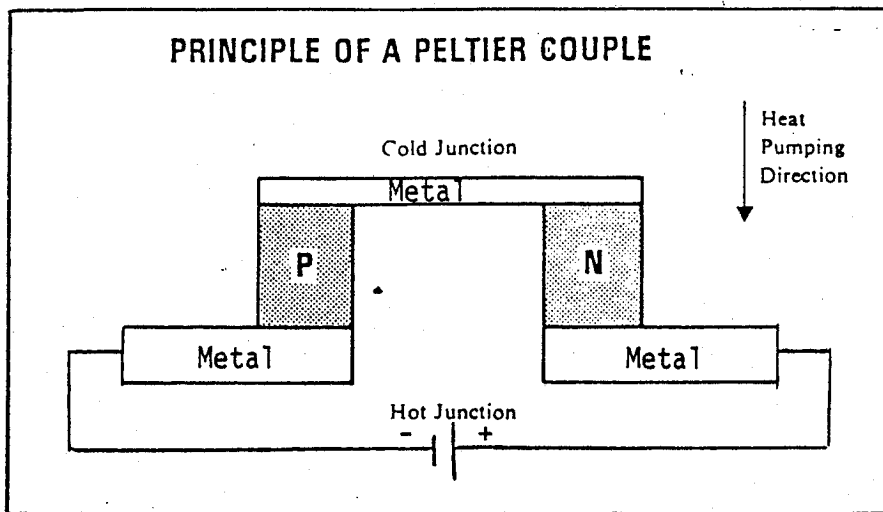 PRINCIPLE OF A PELTIER COUPLE
Heat
Pumping
Direction
Cold Junction
Metal
P
N
Metal
Metal
Hot Junction
- +